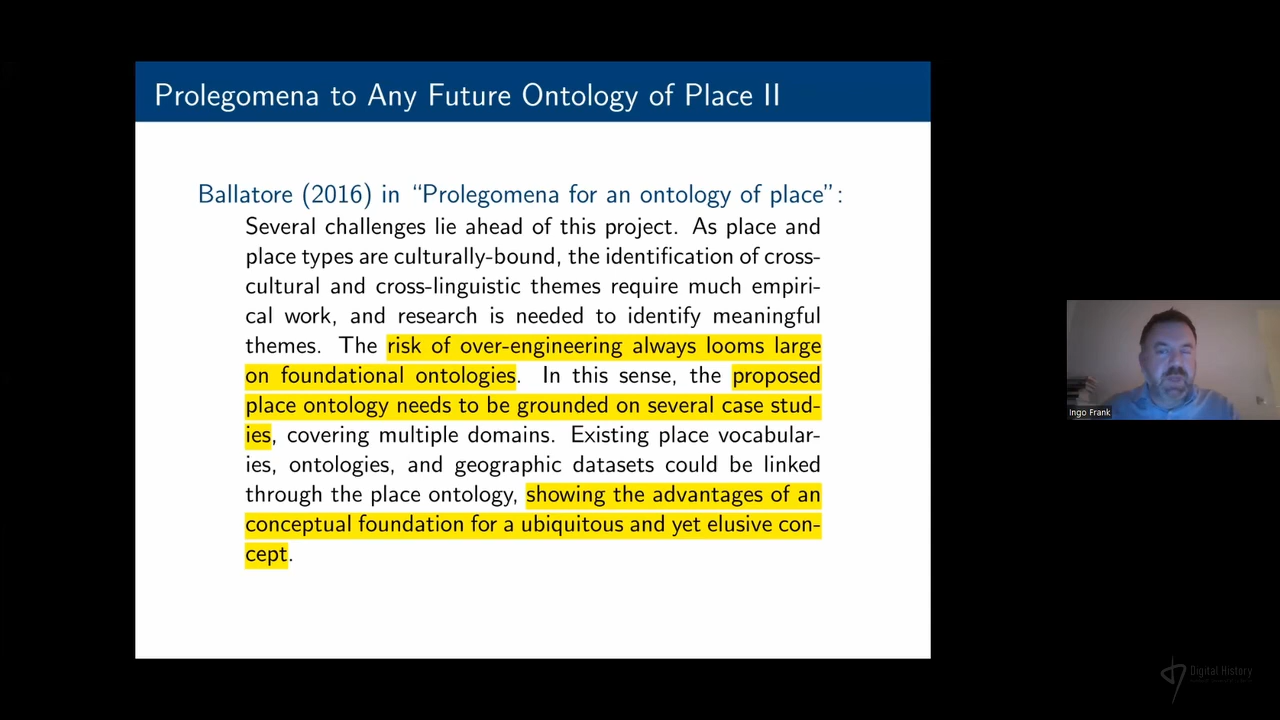 Prolegomena to Any Future Ontology of Place II
Ballatore (2016) in “Prolegomena for an ontology of place”:
Several challenges lie ahead of this project. As place and
place types are culturally-bound, the identification of cross-
cultural and cross-linguistic themes require much empiri-
cal work, and research is needed to identify meaningful
themes. The risk of over-engineering always looms large
on foundational ontologies. In this sense, the proposed
place ontology needs to be grounded on several case stud-
ies, covering multiple domains. Existing place vocabular-
ies, ontologies, and geographic datasets could be linked
through the place ontology, showing the advantages of an
conceptual foundation for a ubiquitous and yet elusive con-
cept.
Ingo Frank
Digital History